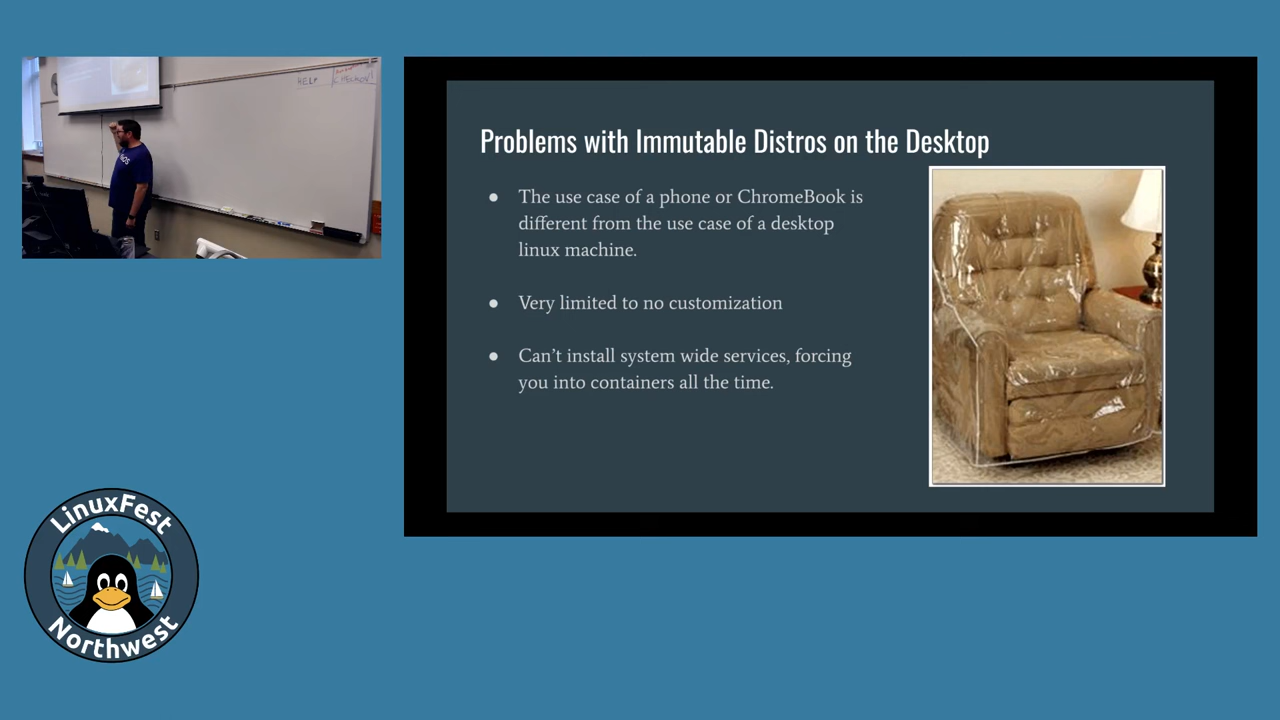 HELP
Problems with Immutable Distros on the Desktop
● The use case of a phone or ChromeBook is
different from the use case of a desktop
linux machine.
● Very limited to no customization
● Can't install system wide services, forcing
you into containers all the time.
LinuxFest
Northwest